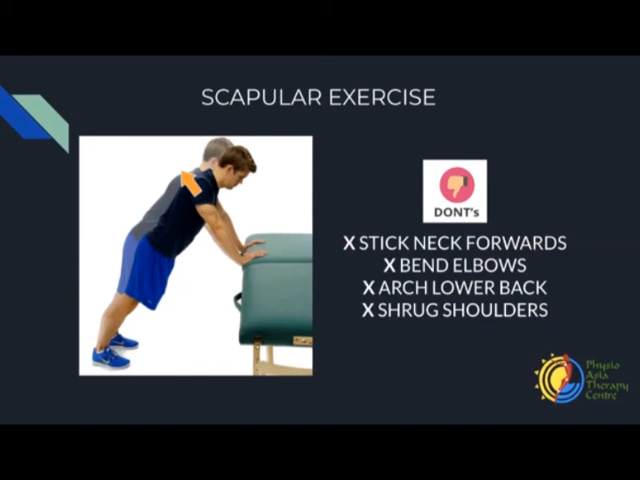 SCAPULAR EXERCISE
DONT's
X STICK NECK FORWARDS
X BEND ELBOWS
X ARCH LOWER BACK
X SHRUG SHOULDERS
Physio
Asia
Therapy
Centre